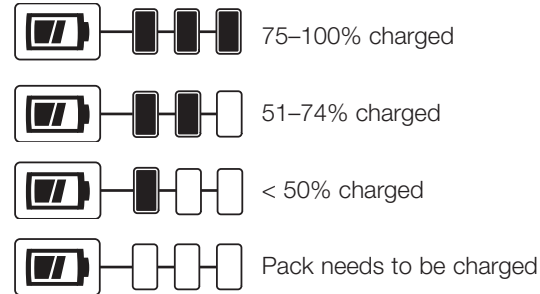 75–100% charged
51–74% charged
< 50% charged
Pack needs to be charged